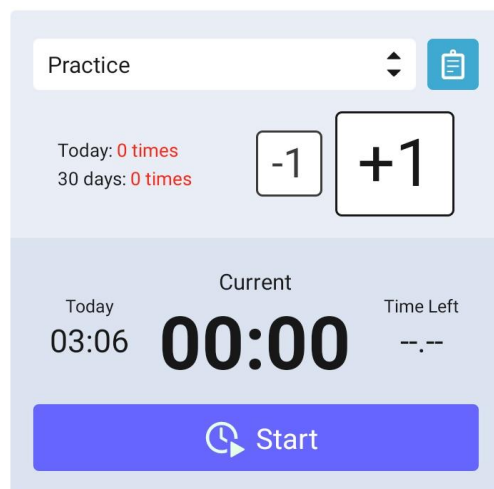 Practice
Today: 0 times
30 days: 0 times
-1
+1
Current
Today
Time Left
03:06
00:00
--.--
Start